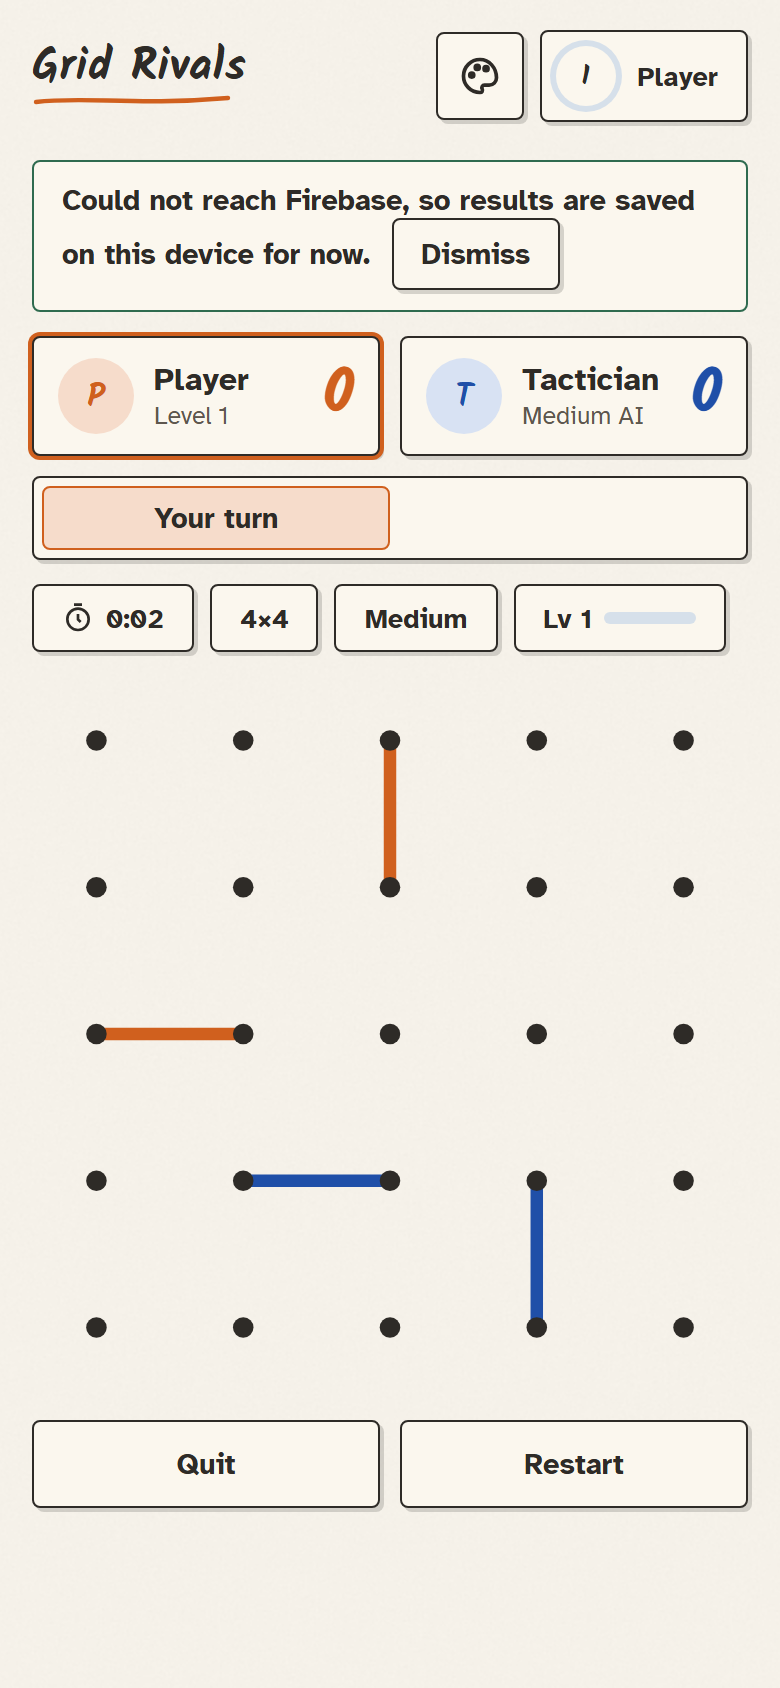 Grid Rivals
1
Player
Could not reach Firebase, so results are saved
on this device for now.
Dismiss
P
Player
Level 1
0
T
Tactician
Medium AI
0
Your turn
0:02
4×4
Medium
Lv 1
Quit
Restart